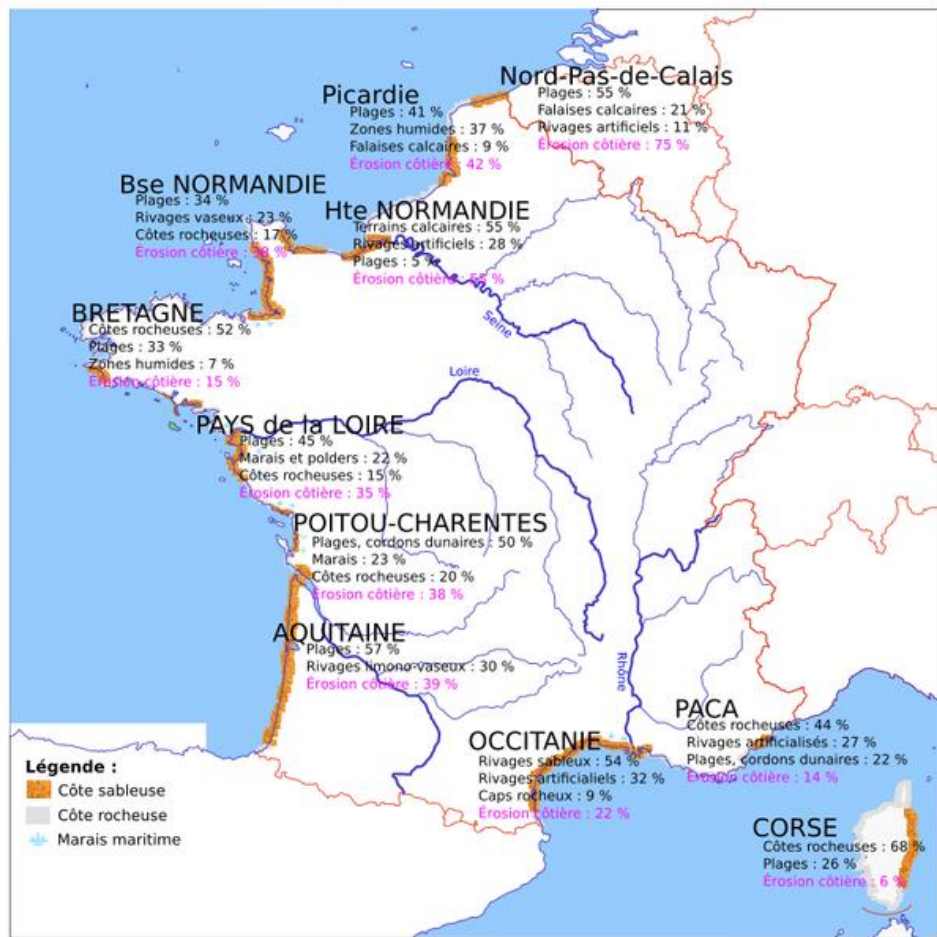 Nord-Pas-de-Calais
Plages : 55 %
Falaises calcaires : 21 %
Rivages artificiels : 11 %
Érosion côtière : 75 %
Picardie
Plages : 41 %
Zones humides : 37 %
Falaises calcaires : 9 %
Érosion côtière : 42 %
Bse NORMANDIE
Plages : 34 %
Rivages vaseux : 23 %
Côtes rocheuses : 17 %
Érosion côtière : 38 %
Hte NORMANDIE
Terrains calcaires : 55 %
Rivages artificiels : 28 %
Plages : 5 %
Érosion côtière : 55 %
Seine
BRETAGNE
Côtes rocheuses : 52 %
Plages : 33 %
Zones humides : 7 %
Érosion côtière : 15 %
Loire
PAYS de la LOIRE
Plages : 45 %
Marais et polders : 22 %
Côtes rocheuses : 15 %
Érosion côtière : 35 %
POITOU-CHARENTES
Plages, cordons dunaires : 50 %
Marais : 23 %
Côtes rocheuses : 20 %
Érosion côtière : 38 %
AQUITAINE
Plages : 57 %
Rivages limono-vaseux : 30 %
Érosion côtière : 39 %
Rhône
PACA
Côtes rocheuses : 44 %
Rivages artificialisés : 27 %
Plages, cordons dunaires : 22 %
Érosion côtière : 14 %
OCCITANIE
Rivages sableux : 54 %
Rivages artificialiels : 32 %
Caps rocheux : 9 %
Érosion côtière : 22 %
CORSE
Côtes rocheuses : 68 %
Plages : 26 %
Érosion côtière : 6 %
Légende :
Côte sableuse
Côte rocheuse
Marais maritime